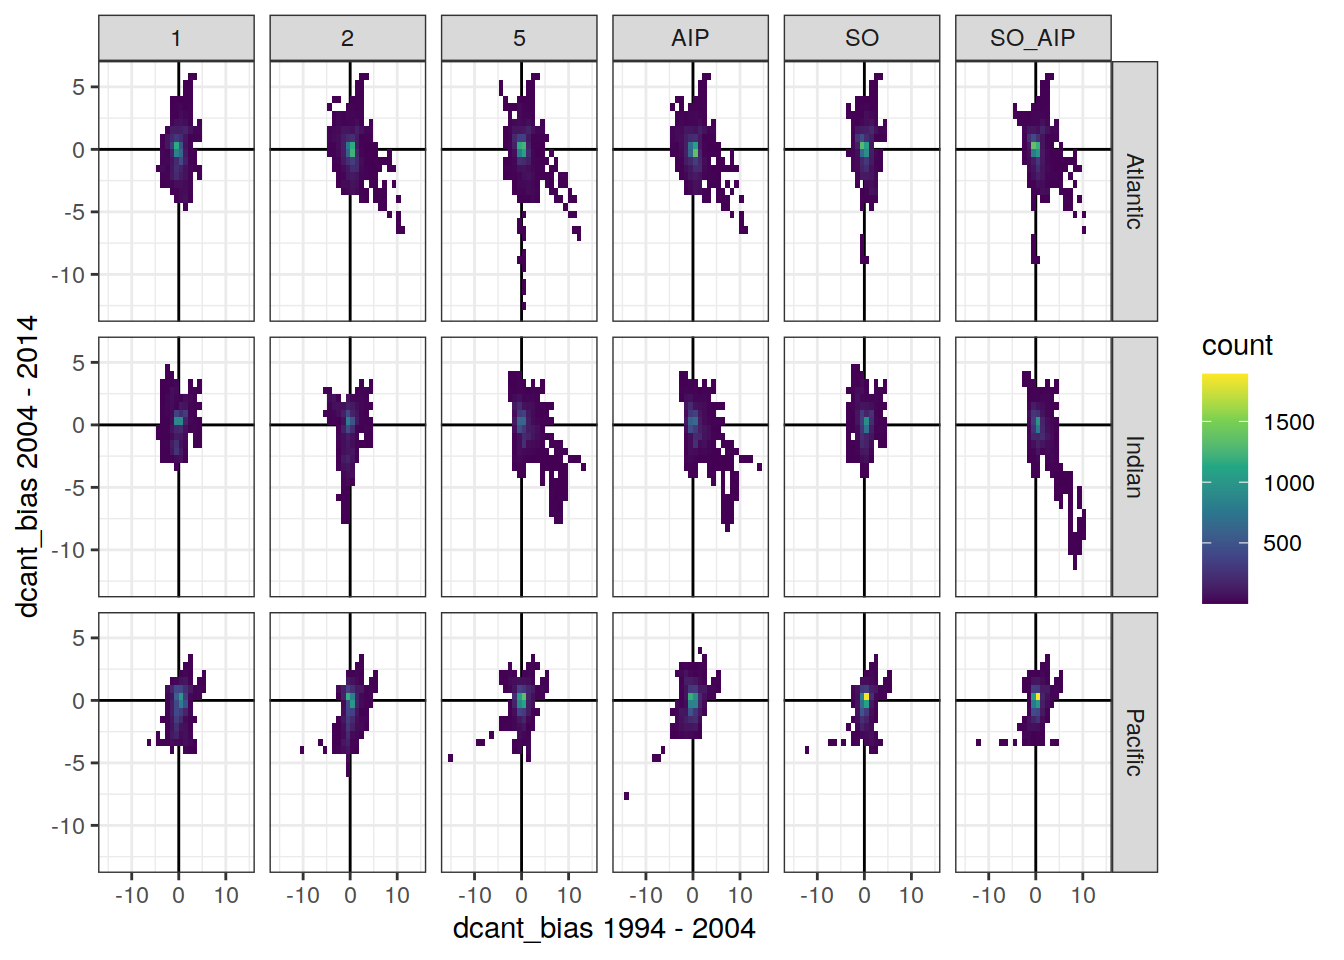 1 2 5 AIP SO SO_AIP
5
0
-5
-10
Atlantic
5
0
-5
-10
Indian
5
0
-5
-10
Pacific
-10 0 10 -10 0 10 -10 0 10 -10 0 10 -10 0 10 -10 0 10
dcant_bias 1994 - 2004
dcant_bias 2004 - 2014
count
1500
1000
500